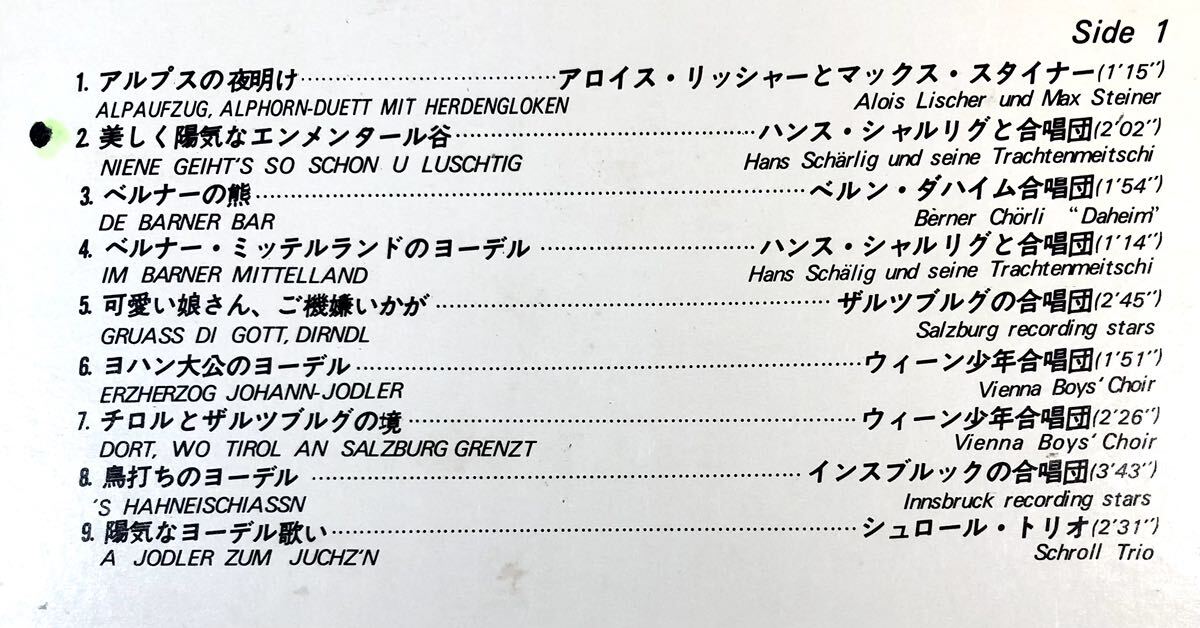 Side 1
1. アルプスの夜明け……………………アロイス・リッシャーとマックス・スタイナー(1'15")
ALPAUFZUG, ALPHORN-DUETT MIT HERDENGLOKEN Alois Lischer und Max Steiner
2. 美しく陽気なエンメンタール谷……………………ハンス・シャルリグと合唱団(2'02")
NIENE GEIHT'S SO SCHON U LUSCHTIG Hans Schärlig und seine Trachtenmeitschi
3. ベルナーの熊……………………ベルン・ダハイム合唱団(1'54")
DE BARNER BAR Berner Chörli "Daheim"
4. ベルナー・ミッテルランドのヨーデル……………………ハンス・シャルリグと合唱団(1'14")
IM BARNER MITTELLAND Hans Schälig und seine Trachtenmeitschi
5. 可愛い娘さん、ご機嫌いかが……………………ザルツブルグの合唱団(2'45")
GRUASS DI GOTT, DIRNDL Salzburg recording stars
6. ヨハン大公のヨーデル……………………ウィーン少年合唱団(1'51")
ERZHERZOG JOHANN-JODLER Vienna Boys' Choir
7. チロルとザルツブルグの境……………………ウィーン少年合唱団(2'26")
DORT, WO TIROL AN SALZBURG GRENZT Vienna Boys' Choir
8. 鳥打ちのヨーデル……………………インスブルックの合唱団(3'43")
'S HAHNEISCHIASSN Innsbruck recording stars
9. 陽気なヨーデル歌い……………………シュロール・トリオ(2'31")
A JODLER ZUM JUCHZ'N Schroll Trio